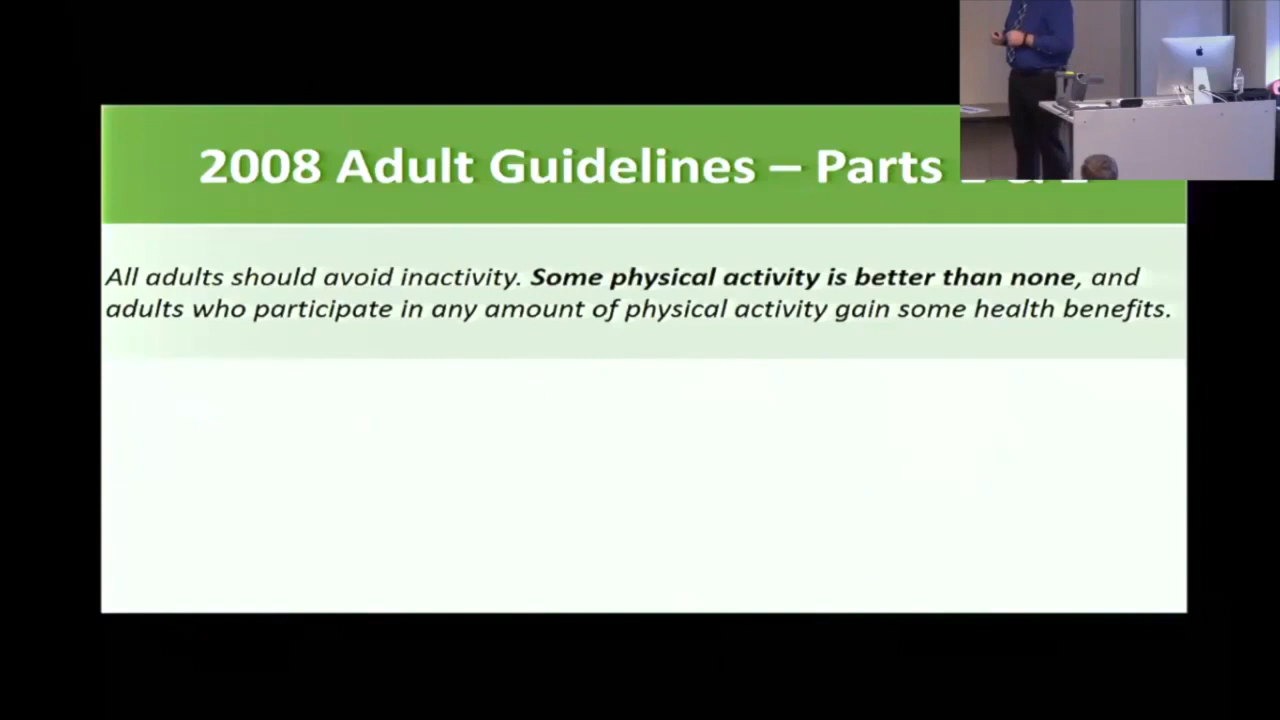 2008 Adult Guidelines – Parts
All adults should avoid inactivity. Some physical activity is better than none, and
adults who participate in any amount of physical activity gain some health benefits.